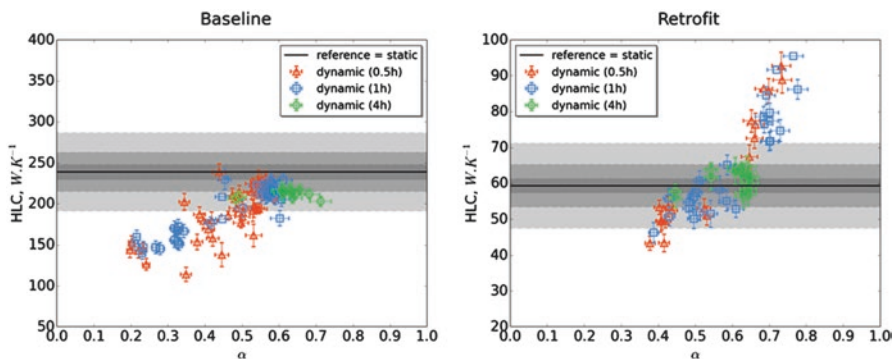 Baseline
400
350
300
250
200
150
100
50
HLC, W.K⁻¹
reference = static
dynamic (0.5h)
dynamic (1h)
dynamic (4h)
0.0 0.1 0.2 0.3 0.4 0.5 0.6 0.7 0.8 0.9 1.0
α
Retrofit
100
90
80
70
60
50
40
30
20
HLC, W.K⁻¹
reference = static
dynamic (0.5h)
dynamic (1h)
dynamic (4h)
0.0 0.1 0.2 0.3 0.4 0.5 0.6 0.7 0.8 0.9 1.0
α